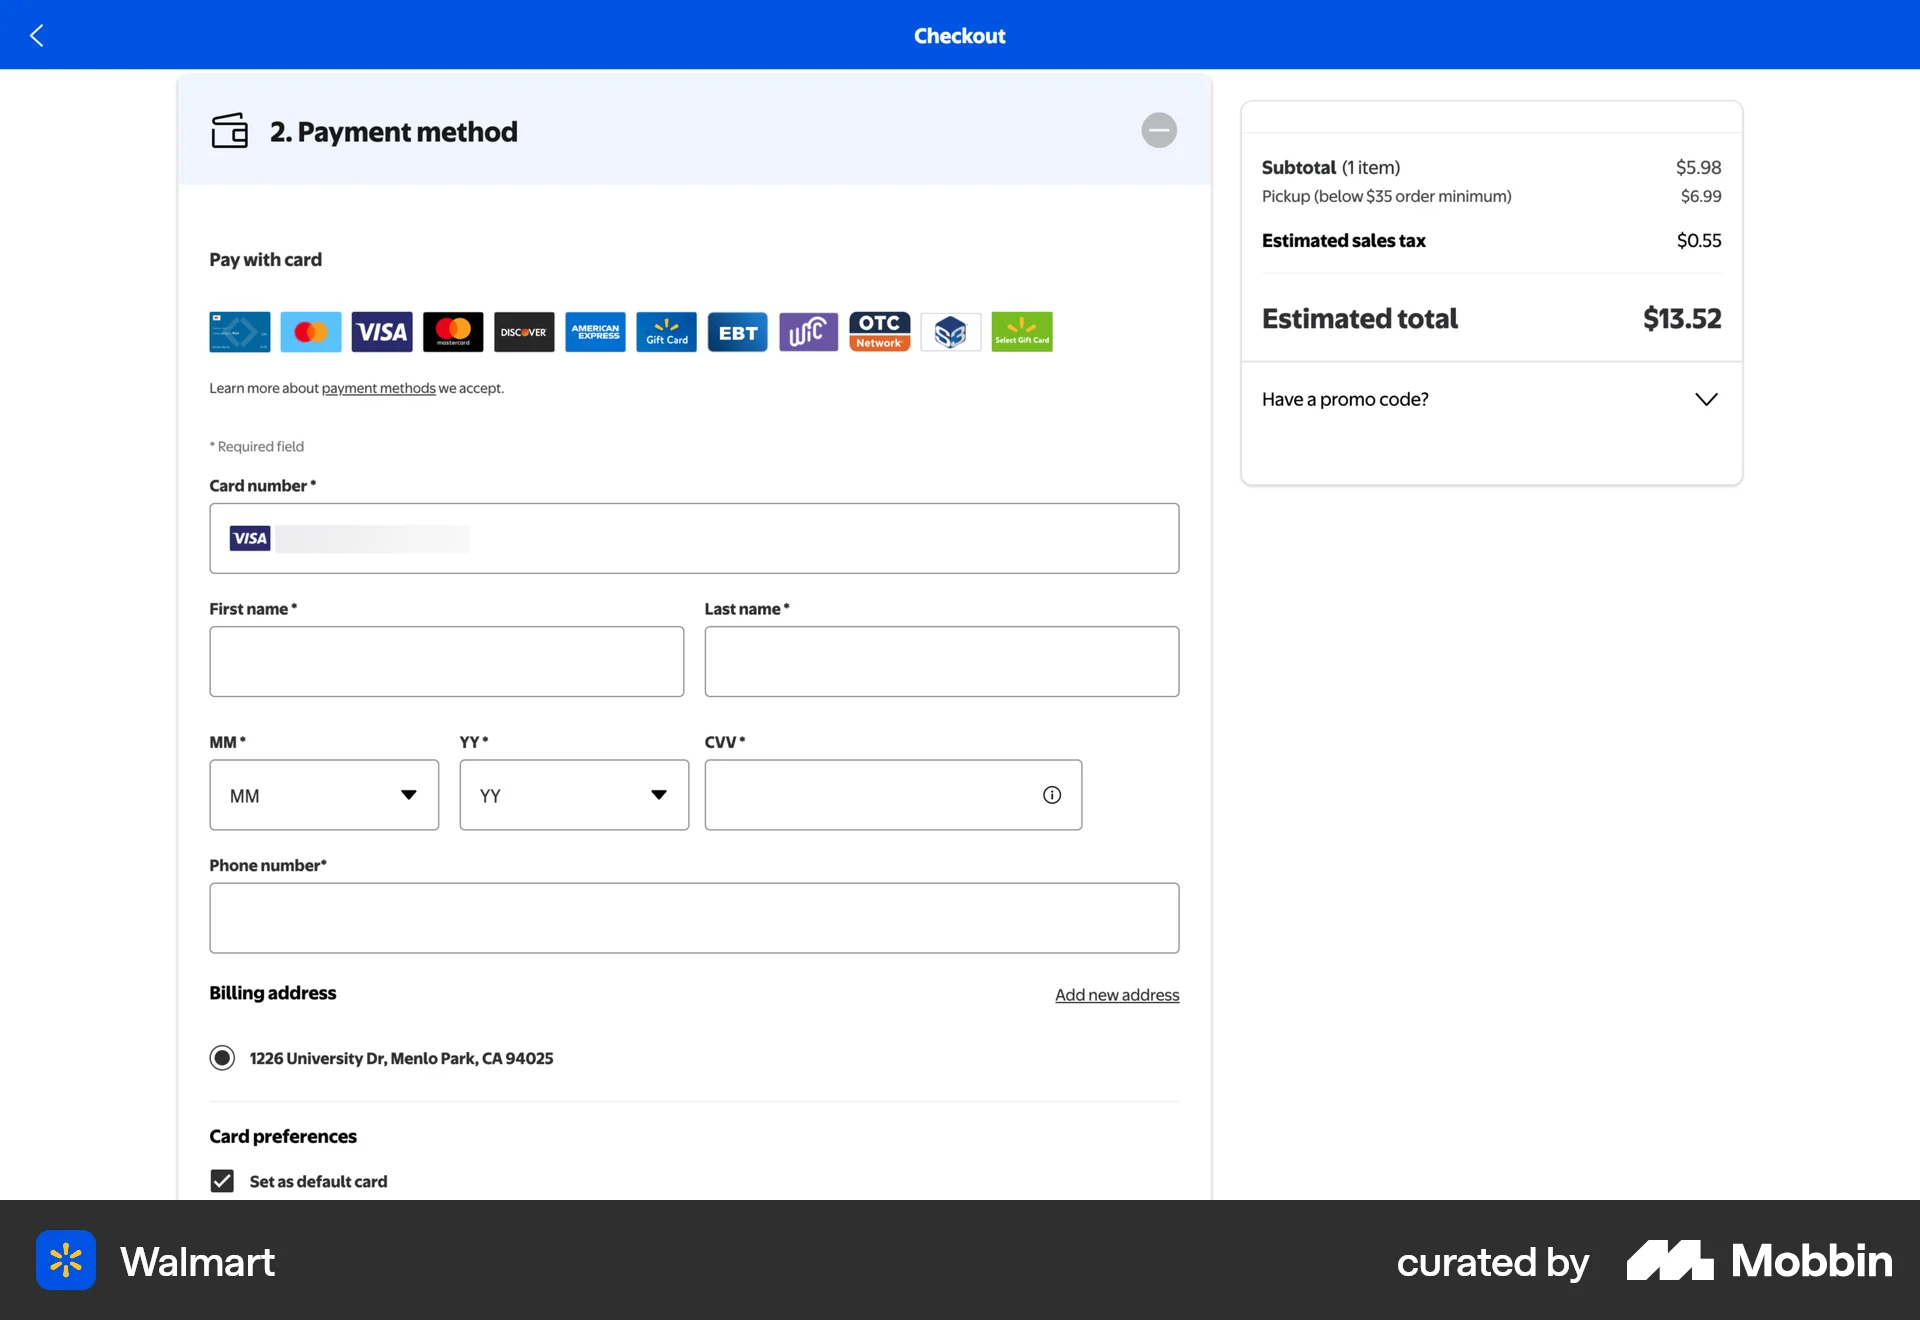 Checkout
2. Payment method
Pay with card
VISA
mastercard
DISCOVER
AMERICAN EXPRESS
Gift Card
EBT
WIC
OTC Network
S3
Select Gift Card
Learn more about payment methods we accept.
* Required field
Card number *
VISA
First name *
Last name *
MM *
YY *
CVV *
MM
YY
Phone number*
Billing address
Add new address
1226 University Dr, Menlo Park, CA 94025
Card preferences
Set as default card
Subtotal (1 item) $5.98
Pickup (below $35 order minimum) $6.99
Estimated sales tax $0.55
Estimated total $13.52
Have a promo code?
Walmart
curated by Mobbin